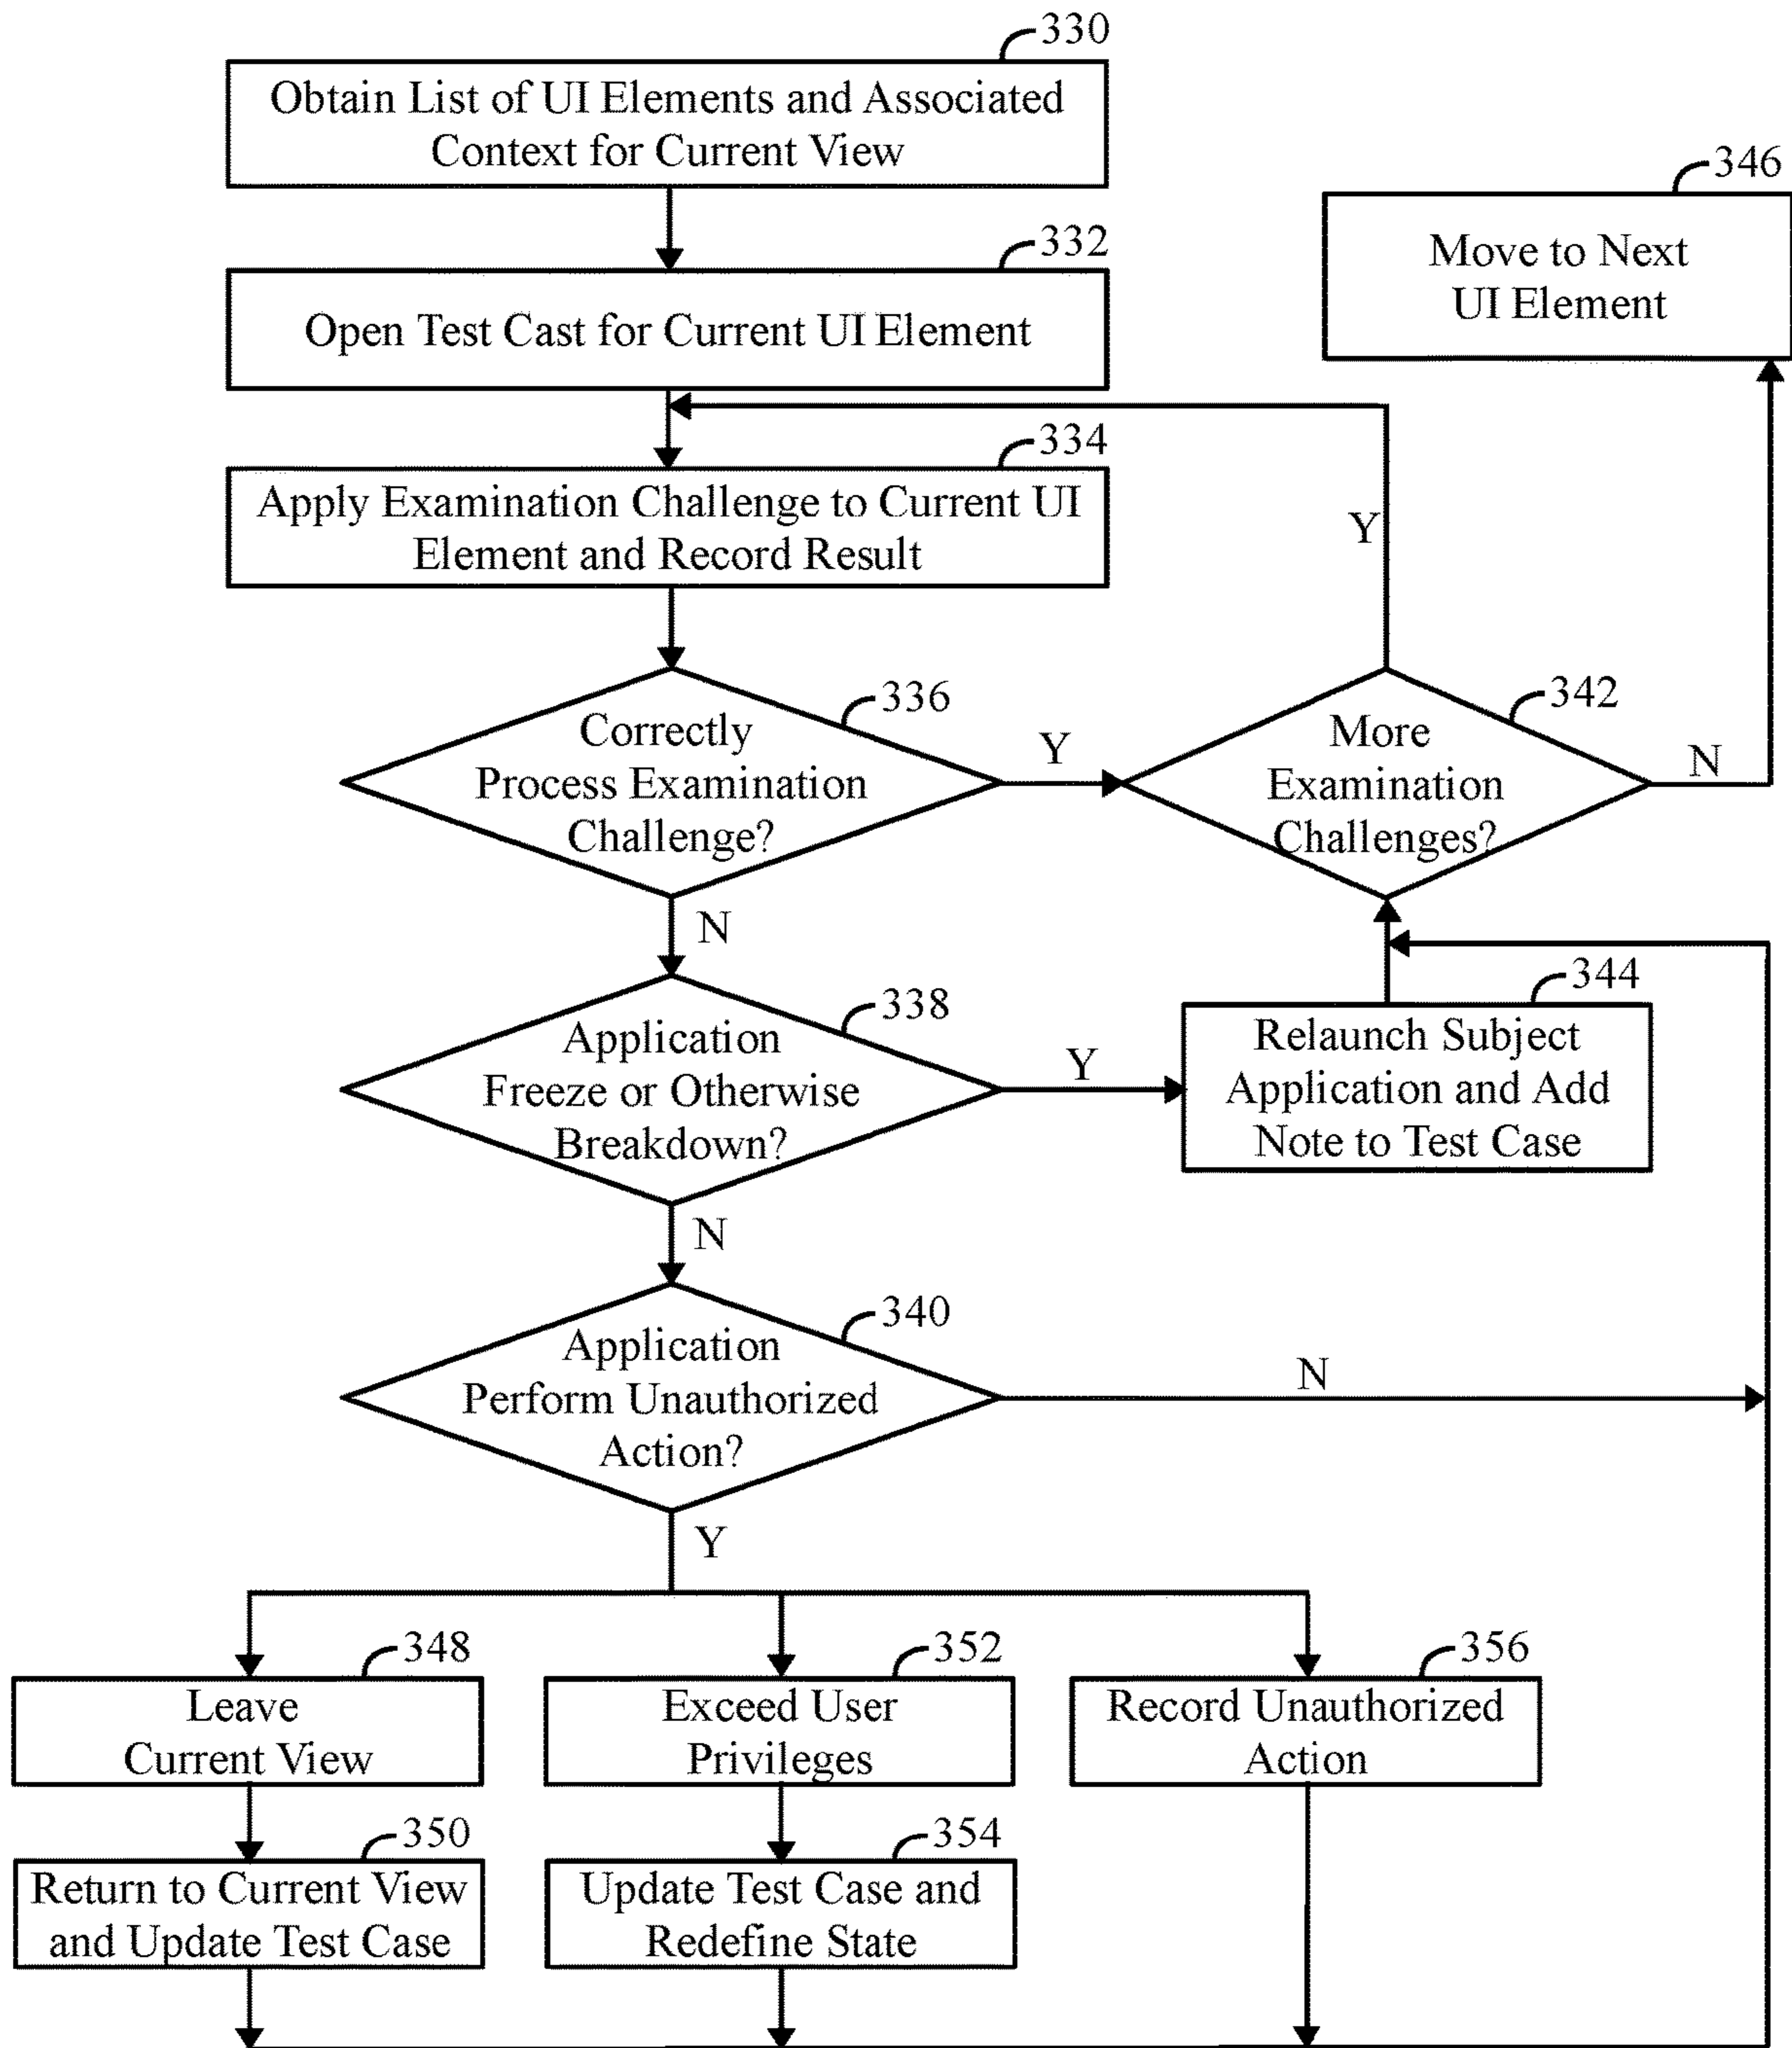 330
Obtain List of UI Elements and Associated
Context for Current View
346
Move to Next
UI Element
332
Open Test Cast for Current UI Element
334
Apply Examination Challenge to Current UI
Element and Record Result
Y
336
Correctly
Process Examination
Challenge?
Y
342
More
Examination
Challenges?
N
N
338
Application
Freeze or Otherwise
Breakdown?
Y
344
Relaunch Subject
Application and Add
Note to Test Case
N
340
Application
Perform Unauthorized
Action?
N
Y
348
Leave
Current View
352
Exceed User
Privileges
356
Record Unauthorized
Action
350
Return to Current View
and Update Test Case
354
Update Test Case and
Redefine State